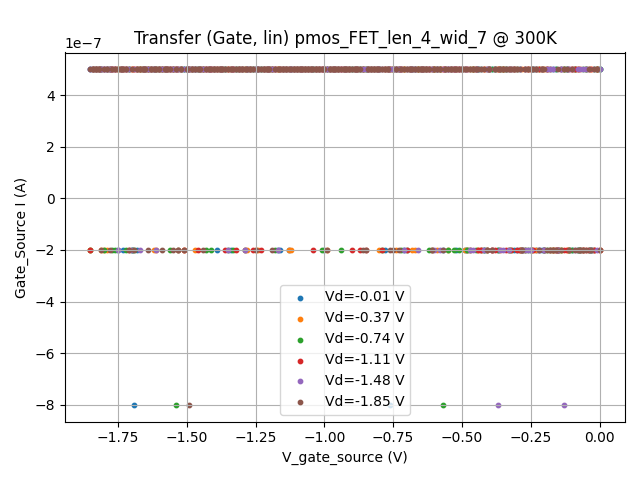 Transfer (Gate, lin) pmos_FET_len_4_wid_7 @ 300K
1e−7
4
2
0
−2
−4
−6
−8
Gate_Source I (A)
Vd=-0.01 V
Vd=-0.37 V
Vd=-0.74 V
Vd=-1.11 V
Vd=-1.48 V
Vd=-1.85 V
−1.75 −1.50 −1.25 −1.00 −0.75 −0.50 −0.25 0.00
V_gate_source (V)